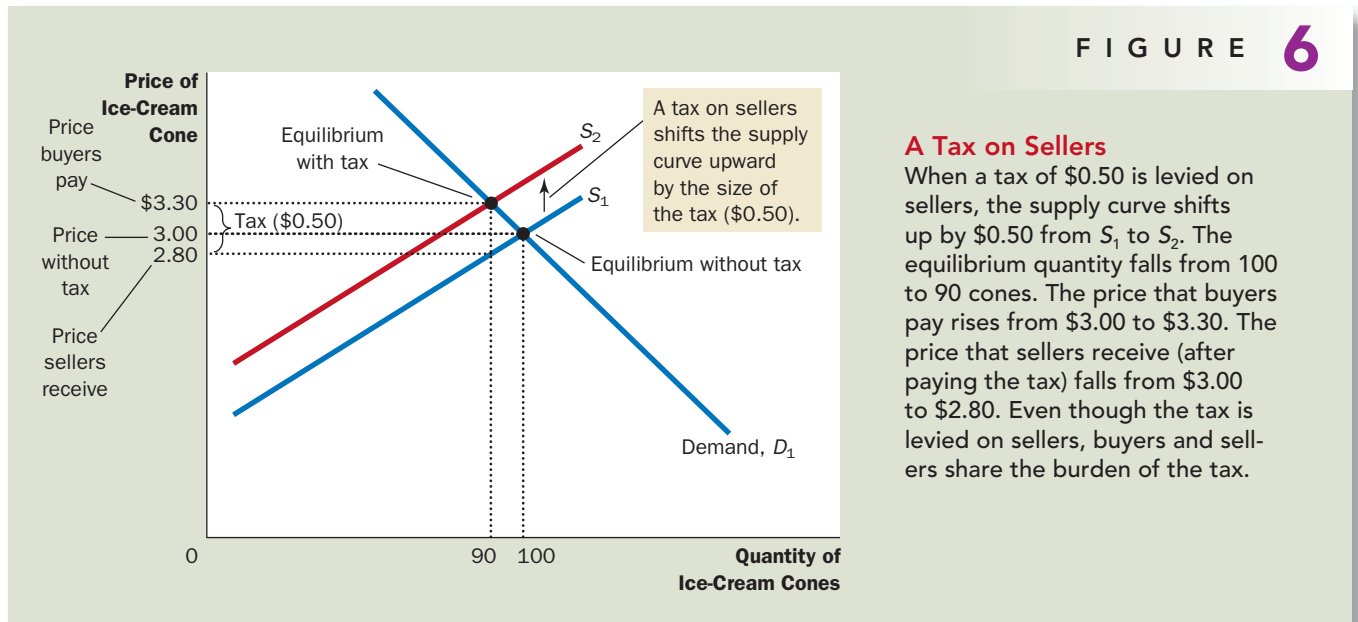 FIGURE 6
Price of
Ice-Cream
Cone
Price
buyers
pay
$3.30
Price
without
tax
3.00
2.80
Price
sellers
receive
Tax ($0.50)
Equilibrium
with tax
S2
S1
A tax on sellers
shifts the supply
curve upward
by the size of
the tax ($0.50).
Equilibrium without tax
Demand, D1
0
90
100
Quantity of
Ice-Cream Cones
A Tax on Sellers
When a tax of $0.50 is levied on
sellers, the supply curve shifts
up by $0.50 from S1 to S2. The
equilibrium quantity falls from 100
to 90 cones. The price that buyers
pay rises from $3.00 to $3.30. The
price that sellers receive (after
paying the tax) falls from $3.00
to $2.80. Even though the tax is
levied on sellers, buyers and sell-
ers share the burden of the tax.